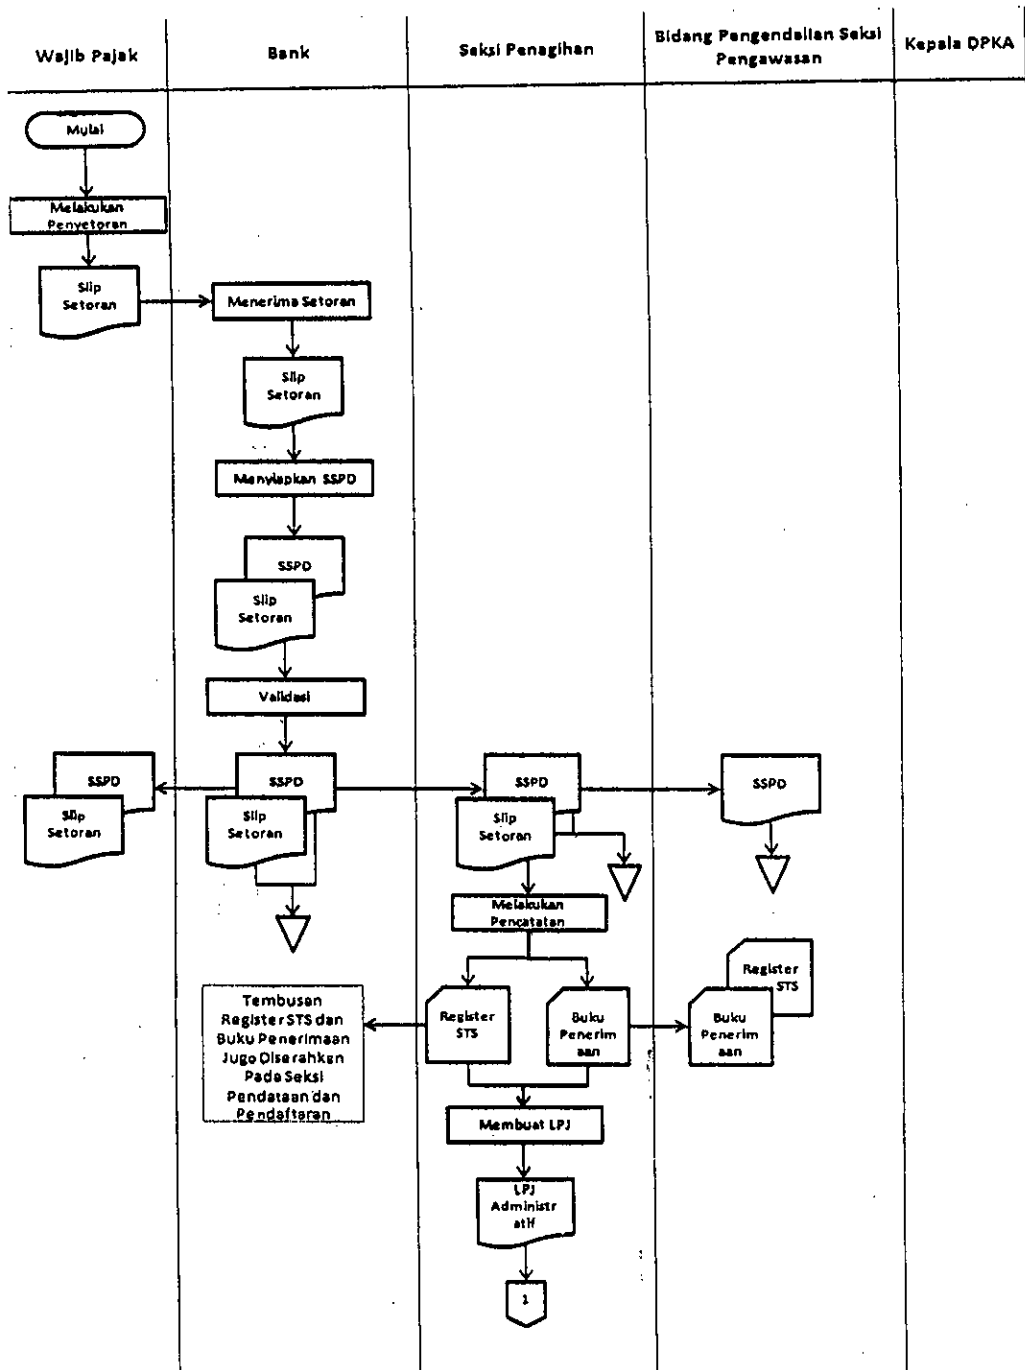 Wajib Pajak
Bank
Seksi Penagihan
Bidang Pengendalian Seksi
Pengawasan
Kepala DPKA
Mulai
Melakukan
Penyetoran
Slip
Setoran
Menerima Setoran
Slip
Setoran
Menyiapkan SSPD
SSPD
Slip
Setoran
Validasi
SSPD
Slip
Setoran
SSPD
Slip
Setoran
SSPD
Slip
Setoran
SSPD
Melakukan
Pencatatan
Register
STS
Buku
Penerim
aan
Register
STS
Buku
Penerim
aan
Tembusan
Register STS dan
Buku Penerimaan
Jugo Diserahken
Pada Seksi
Pendataan dan
Pendaftaran
Membuat LPJ
LPJ
Administr
atif
1